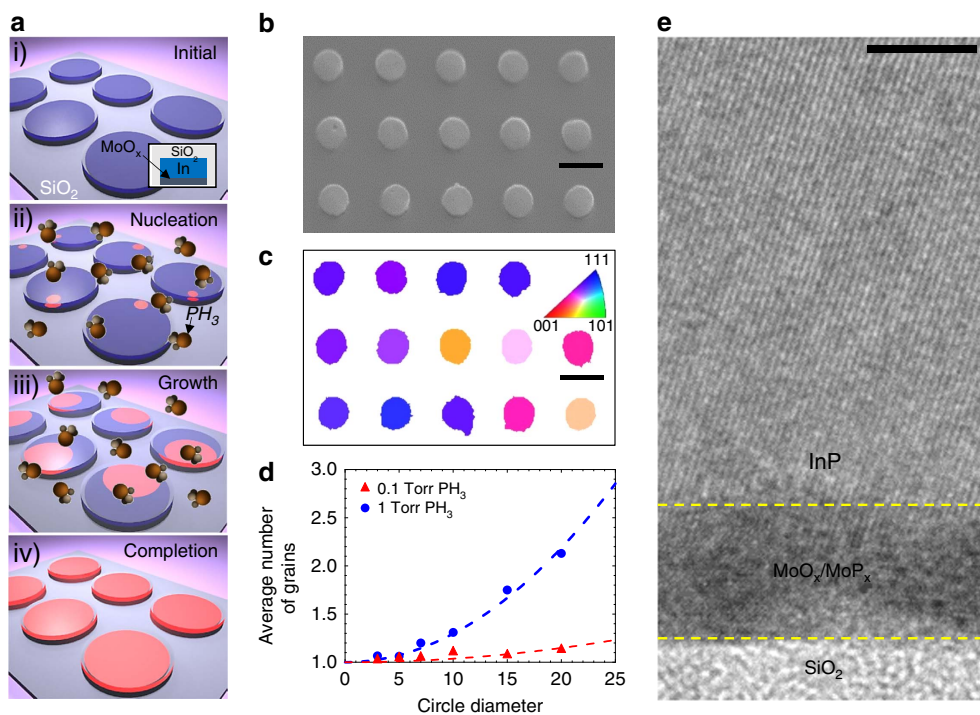 a
i)
Initial
MoOₓ
SiO₂
In
SiO₂
ii)
Nucleation
PH₃
iii)
Growth
iv)
Completion
b
c
111
001
101
d
Average number
of grains
3.0
2.5
2.0
1.5
1.0
0.1 Torr PH₃
1 Torr PH₃
0
5
10
15
20
25
Circle diameter
e
InP
MoOₓ/MoPₓ
SiO₂